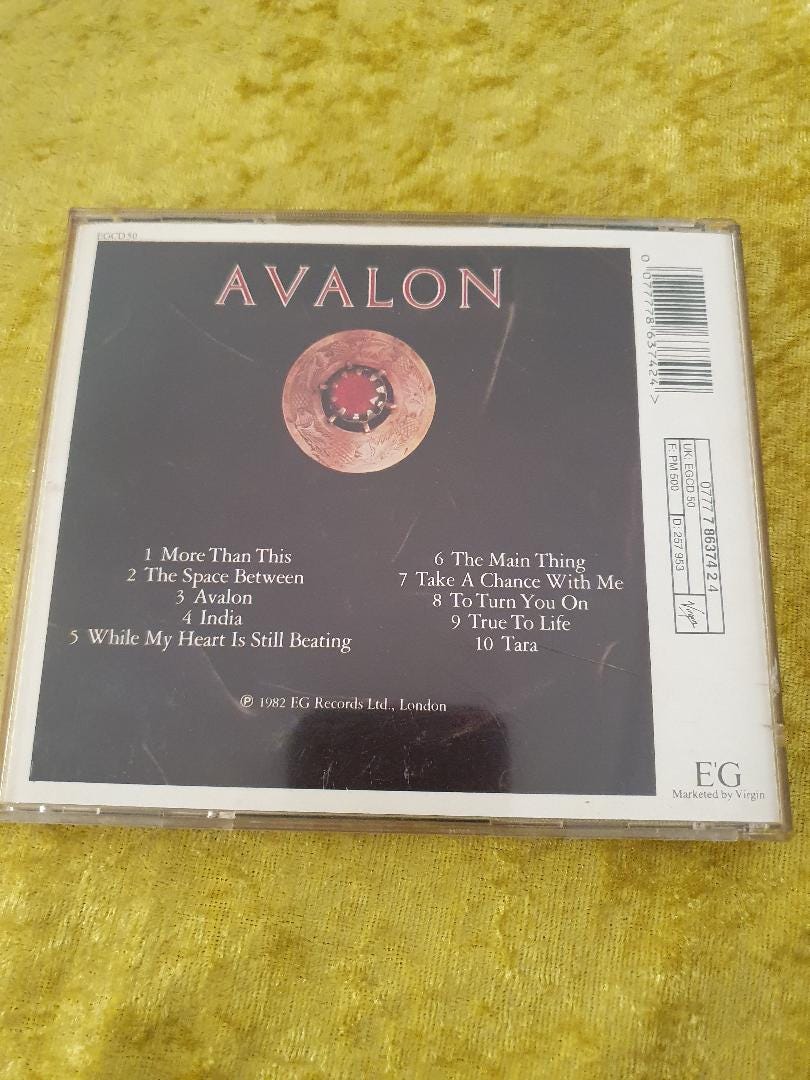 EGCD 50
AVALON
1 More Than This
2 The Space Between
3 Avalon
4 India
5 While My Heart Is Still Beating
6 The Main Thing
7 Take A Chance With Me
8 To Turn You On
9 True To Life
10 Tara
℗ 1982 EG Records Ltd., London
0 077778 637424 >
0777 7 86374 2 4
UK: EGCD 50
F: PM 500
D: 257 953
Virgin
E'G
Marketed by Virgin